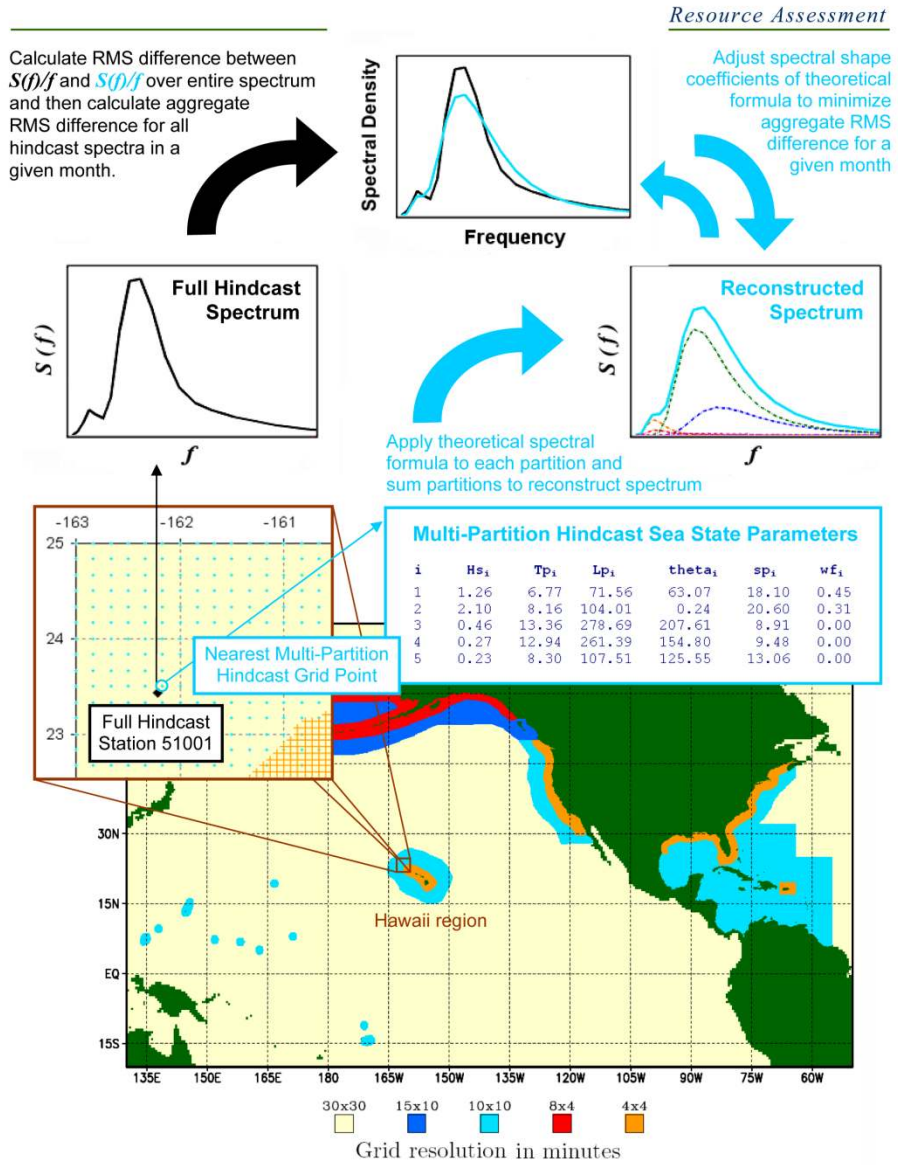 Resource Assessment
Calculate RMS difference between
S(f)/f and S(f)/f over entire spectrum
and then calculate aggregate
RMS difference for all
hindcast spectra in a
given month.
Spectral Density
Frequency
Adjust spectral shape
coefficients of theoretical
formula to minimize
aggregate RMS
difference for a
given month
Full Hindcast
Spectrum
S(f)
f
Reconstructed
Spectrum
S(f)
f
Apply theoretical spectral
formula to each partition and
sum partitions to reconstruct spectrum
-163 -162 -161
25
24
23
Nearest Multi-Partition
Hindcast Grid Point
Full Hindcast
Station 51001
Multi-Partition Hindcast Sea State Parameters
i Hsi Tpi Lpi thetai spi wfi
1 1.26 6.77 71.56 63.07 18.10 0.45
2 2.10 8.16 104.01 0.24 20.60 0.31
3 0.46 13.36 278.69 207.61 8.91 0.00
4 0.27 12.94 261.39 154.80 9.48 0.00
5 0.23 8.30 107.51 125.55 13.06 0.00
30N
15N
EQ
15S
Hawaii region
135E 150E 165E 180 165W 150W 135W 120W 105W 90W 75W 60W
30x30 15x10 10x10 8x4 4x4
Grid resolution in minutes